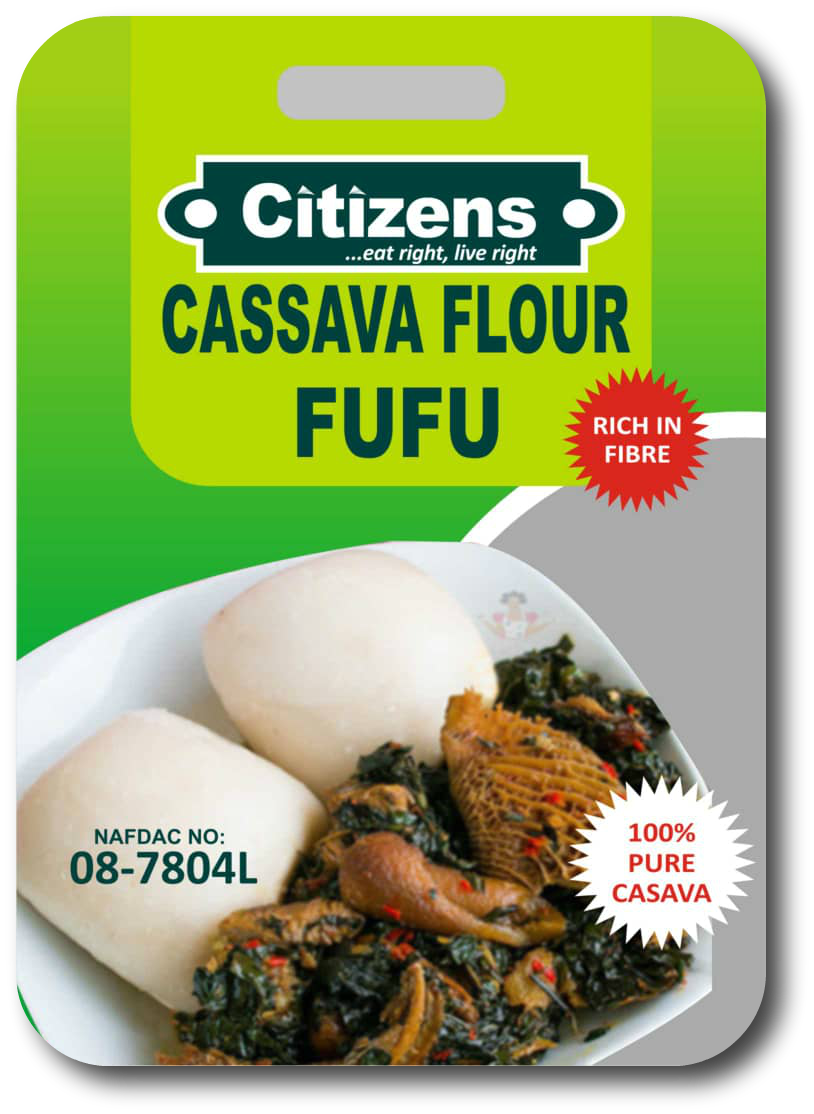 Citizens
...eat right, live right
CASSAVA FLOUR
FUFU
RICH IN
FIBRE
NAFDAC NO:
08-7804L
100%
PURE
CASAVA